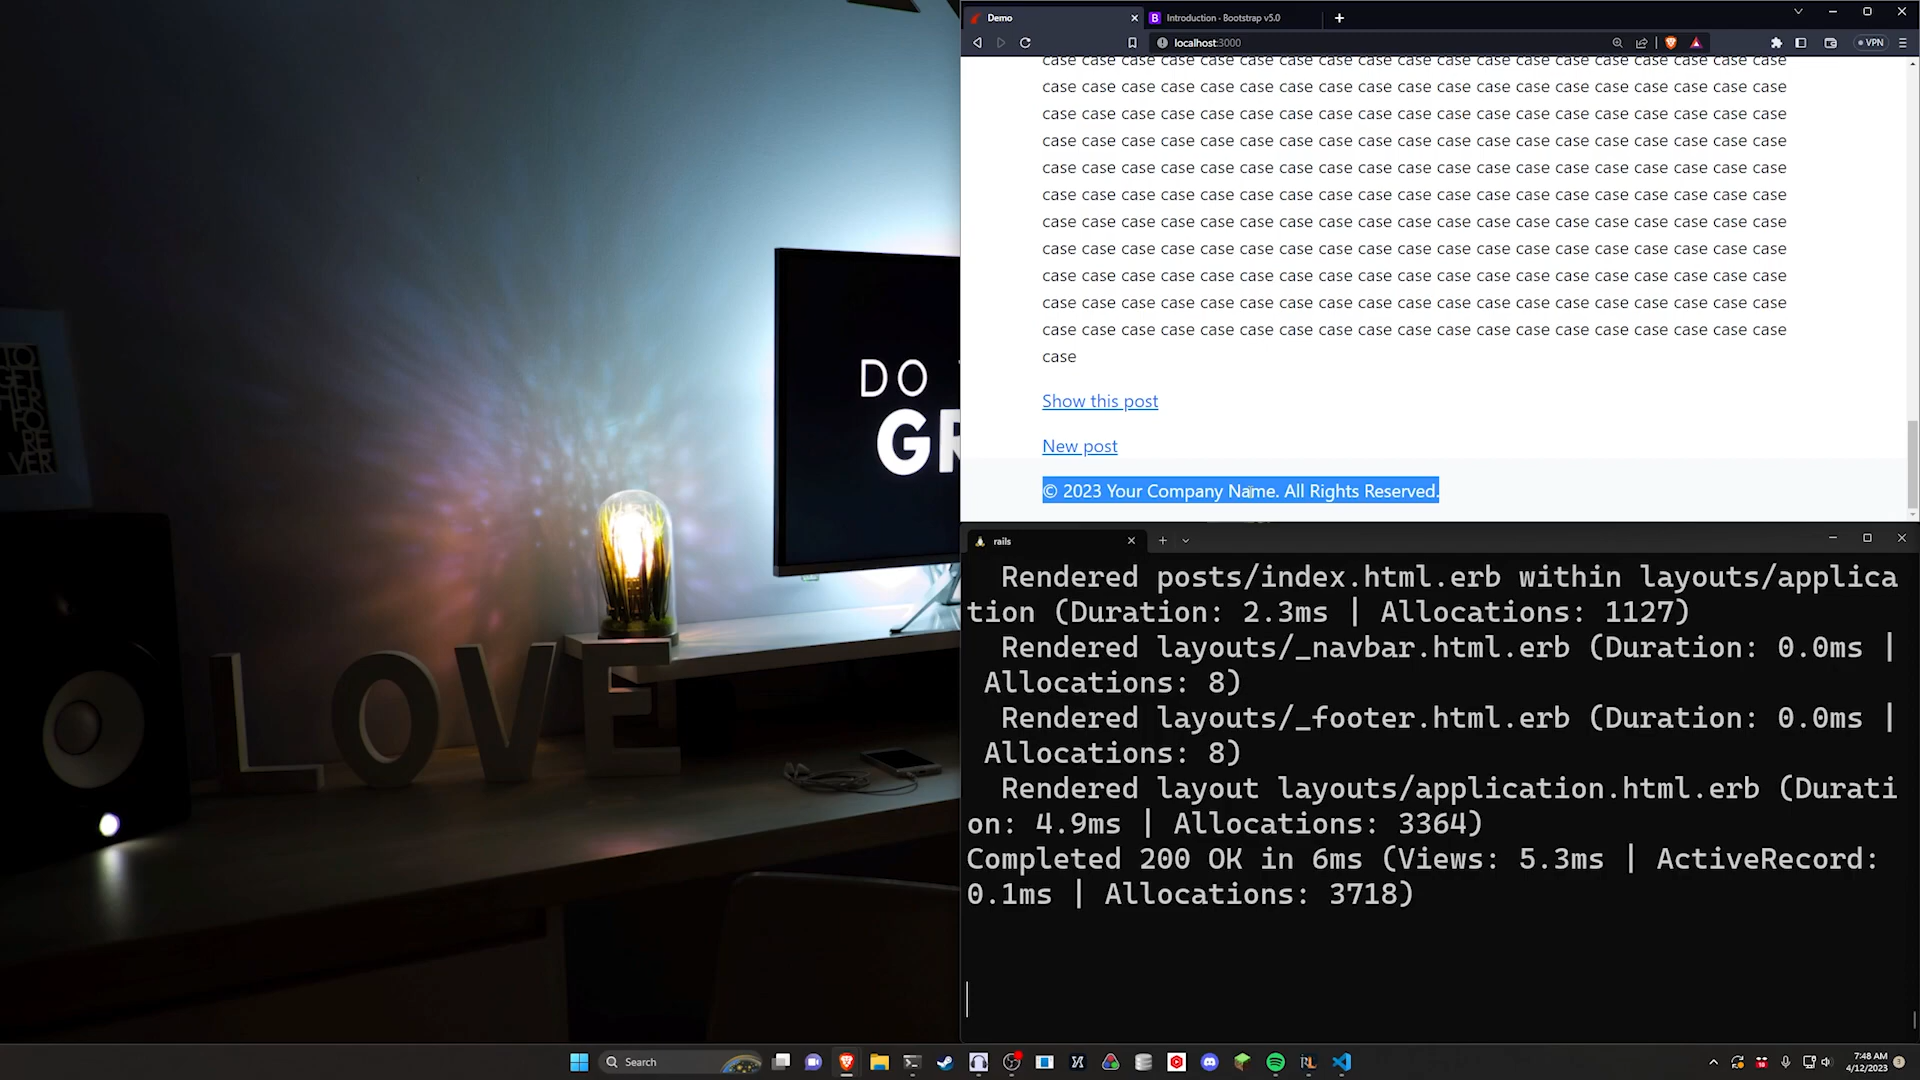 Demo
Introduction · Bootstrap v5.0
localhost:3000
VPN
case case case case case case case case case case case case case case case case case case case
case case case case case case case case case case case case case case case case case case case
case case case case case case case case case case case case case case case case case case case
case case case case case case case case case case case case case case case case case case case
case case case case case case case case case case case case case case case case case case case
case case case case case case case case case case case case case case case case case case case
case case case case case case case case case case case case case case case case case case case
case case case case case case case case case case case case case case case case case case case
case case case case case case case case case case case case case case case case case case case
case case case case case case case case case case case case case case case case case case case
case case case case case case case case case case case case case case case case case case case
case
Show this post
New post
© 2023 Your Company Name. All Rights Reserved.
rails
Rendered posts/index.html.erb within layouts/applica
tion (Duration: 2.3ms | Allocations: 1127)
Rendered layouts/_navbar.html.erb (Duration: 0.0ms |
Allocations: 8)
Rendered layouts/_footer.html.erb (Duration: 0.0ms |
Allocations: 8)
Rendered layout layouts/application.html.erb (Durati
on: 4.9ms | Allocations: 3364)
Completed 200 OK in 6ms (Views: 5.3ms | ActiveRecord:
0.1ms | Allocations: 3718)
TO
GET
HER
FO
RE
VER
DO
GR
LOVE
Search
7:48 AM
4/12/2023